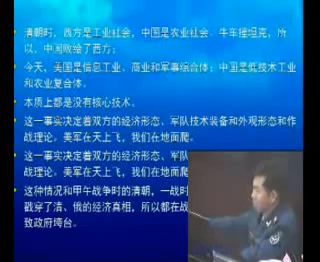 清朝时，西方是工业社会，中国是农业社会、牛车撞坦克，所
以，中国败给了西方；
今天，美国是信息工业、商业和军事综合体；中国是低技术工业
和农业复合体。
本质上都是没有核心技术。
这一事实决定着双方的经济形态、军队技术装备和外观形态和作
战理论。美军在天上飞，我们在地面爬。
这一事实决定着双方的经济形态、军队
战理论。美军在天上飞，我们在地面爬
这种情况和甲午战争时的清朝，一战时
戳穿了清、俄的经济真相，所以都在战
致政府垮台。